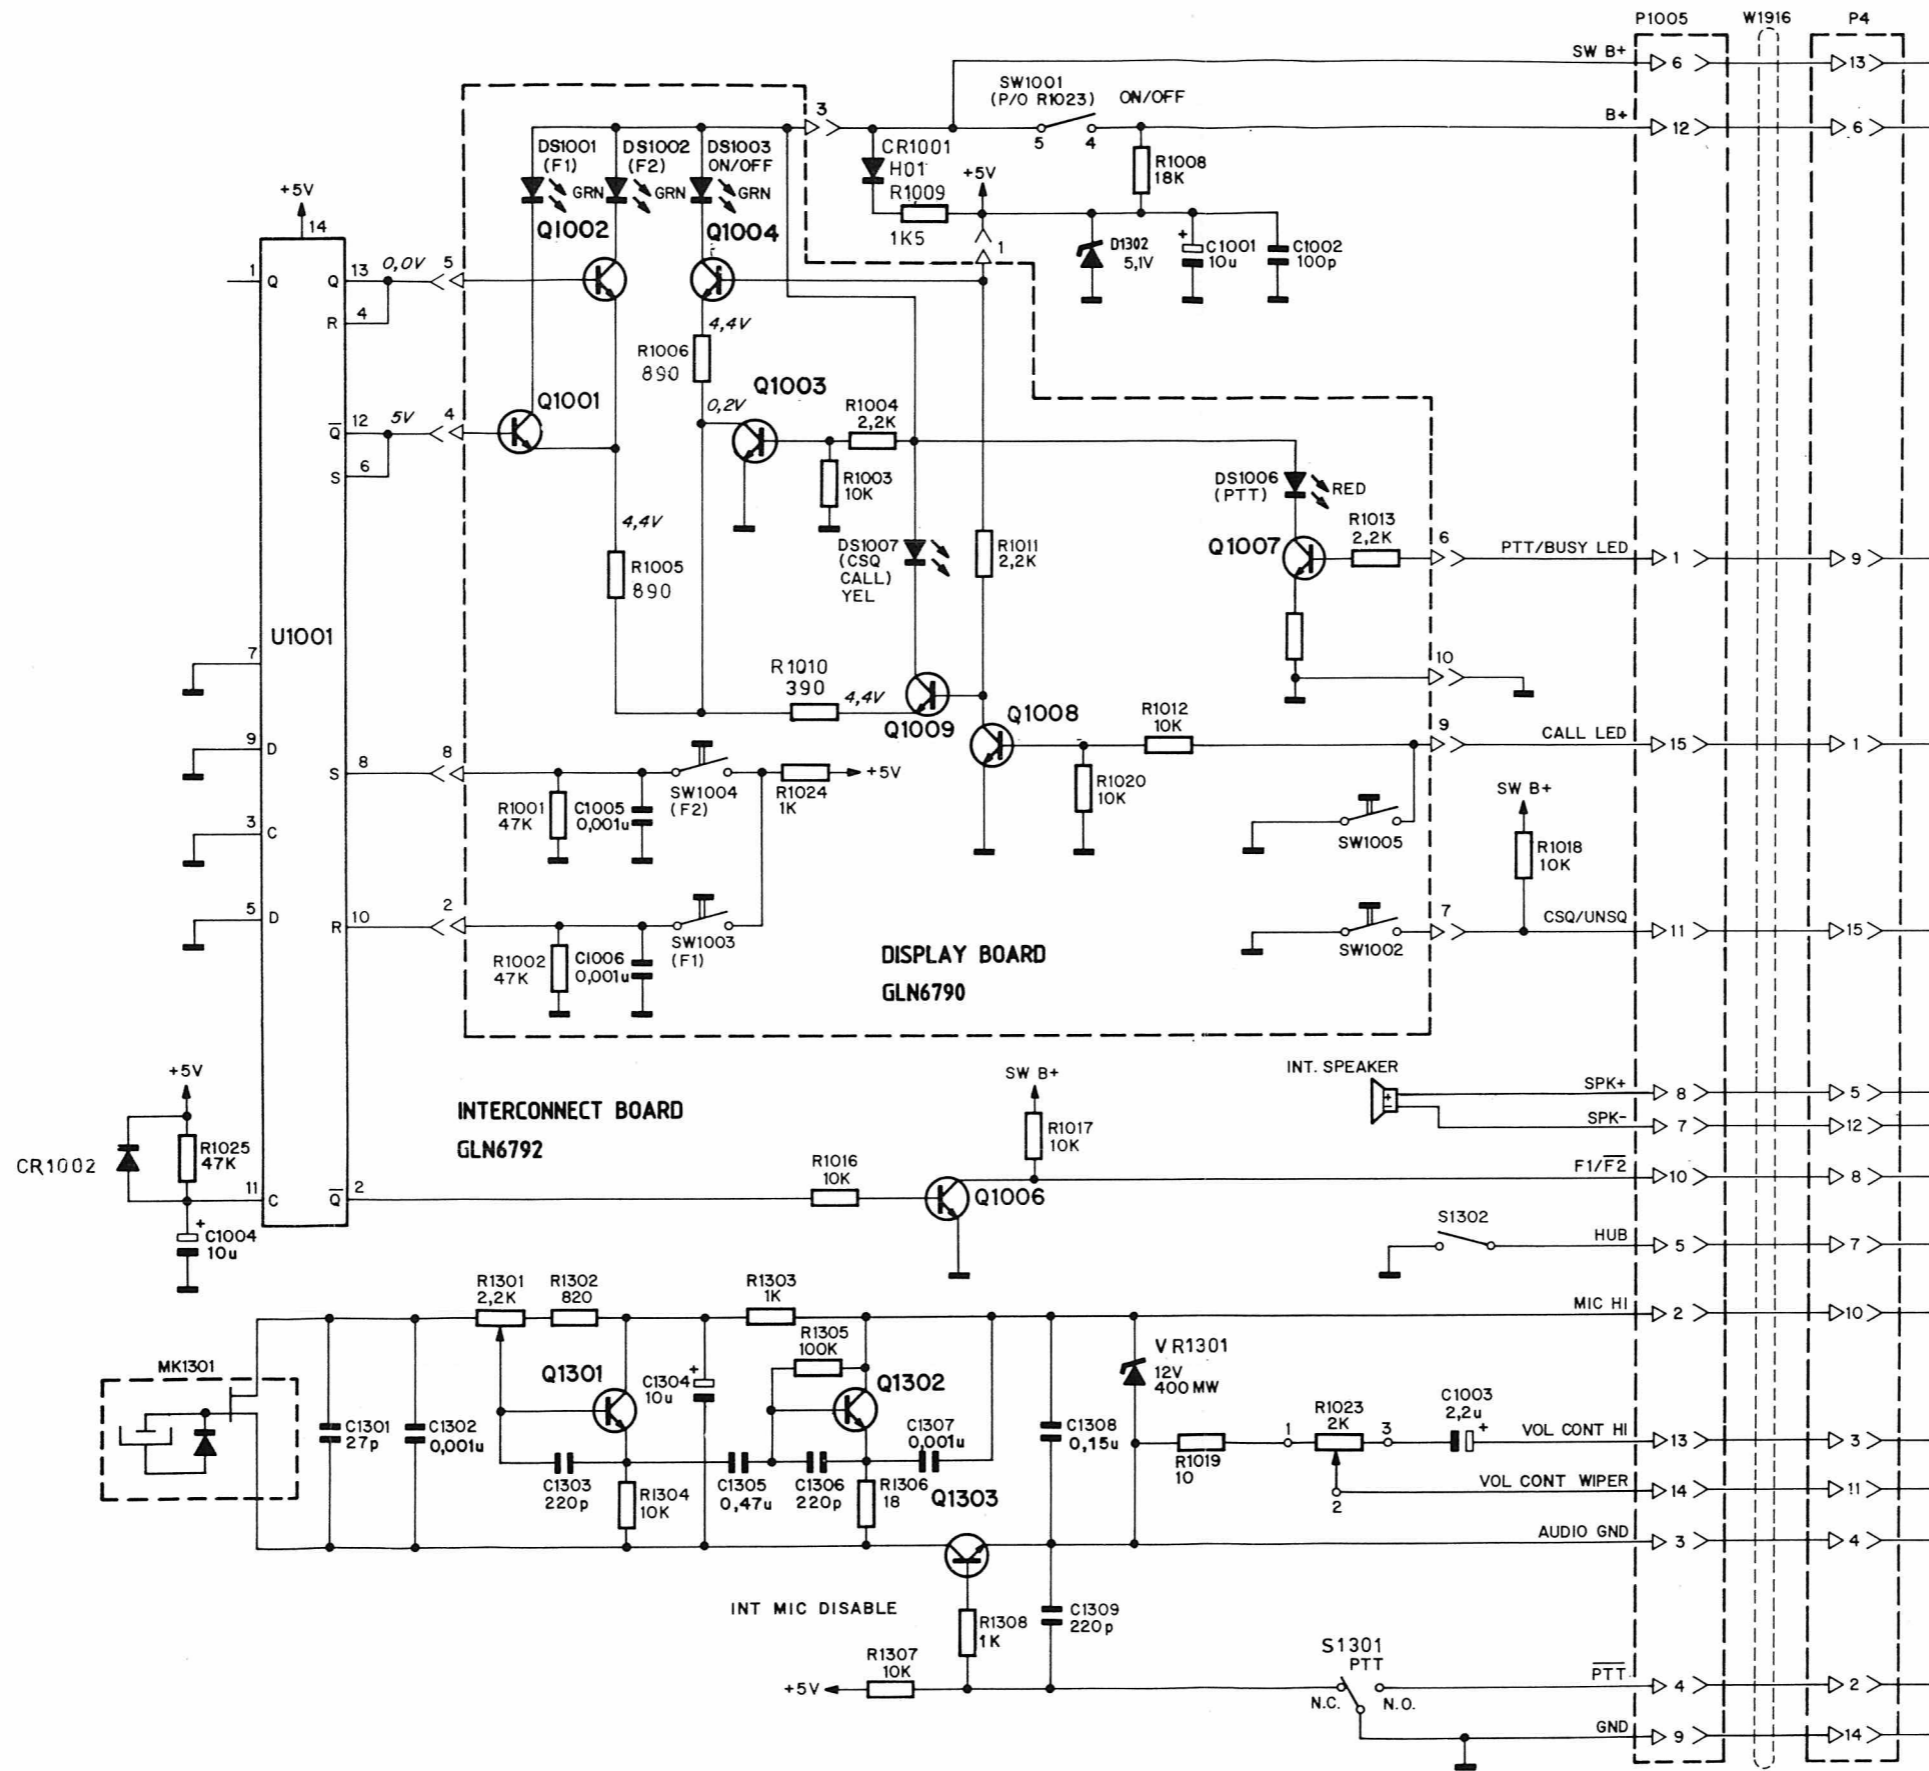 P1005 W1916 P4
SW B+ 6 13
SW1001
(P/O R1023) ON/OFF
B+ 12 6
3
5 4
DS1001
(F1)
GRN
DS1002
(F2)
GRN
DS1003
ON/OFF
GRN
CR1001
H01
R1009
1K5
+5V
R1008
18K
1
D1302
5,1V
+
C1001
10u
C1002
100p
+5V
14
Q1002
Q1004
1 Q Q 13 0,0V 5
R 4
4,4V
R1006
890
Q1003
0,2V
R1004
2,2K
R1003
10K
Q1001
Q 12 5V 4
S 6
DS1006
(PTT)
RED
4,4V
R1005
890
DS1007
(CSQ
CALL)
YEL
R1011
2,2K
Q1007
R1013
2,2K
6
PTT/BUSY LED 1 9
U1001
7
R1010
390
4,4V
Q1009
Q1008
10
R1012
10K
9
CALL LED 15 1
9 D
S 8 8
R1001
47K
C1005
0,001u
SW1004
(F2)
R1024
1K
+5V
R1020
10K
SW1005
SW B+
R1018
10K
3 C
5 D
R 10 2
R1002
47K
C1006
0,001u
SW1003
(F1)
DISPLAY BOARD
GLN6790
SW1002
7
CSQ/UNSQ 11 15
+5V
CR1002
R1025
47K
INTERCONNECT BOARD
GLN6792
SW B+
R1017
10K
INT. SPEAKER
+
-
SPK+ 8 5
SPK- 7 12
11 C Q 2
R1016
10K
Q1006
F1/F2 10 8
+
C1004
10u
S1302
HUB 5 7
R1301
2,2K
R1302
820
R1303
1K
MIC HI 2 10
MK1301
C1301
27p
C1302
0,001u
Q1301
+
C1304
10u
R1305
100K
Q1302
VR1301
12V
400MW
C1303
220p
R1304
10K
C1305
0,47u
C1306
220p
R1306
18
C1307
0,001u
Q1303
C1308
0,15u
R1019
10
1
R1023
2K
3
2
C1003
2,2u
+
VOL CONT HI 13 3
VOL CONT WIPER 14 11
AUDIO GND 3 4
INT MIC DISABLE
R1308
1K
C1309
220p
R1307
10K
+5V
S1301
PTT
N.C. N.O.
PTT 4 2
GND 9 14